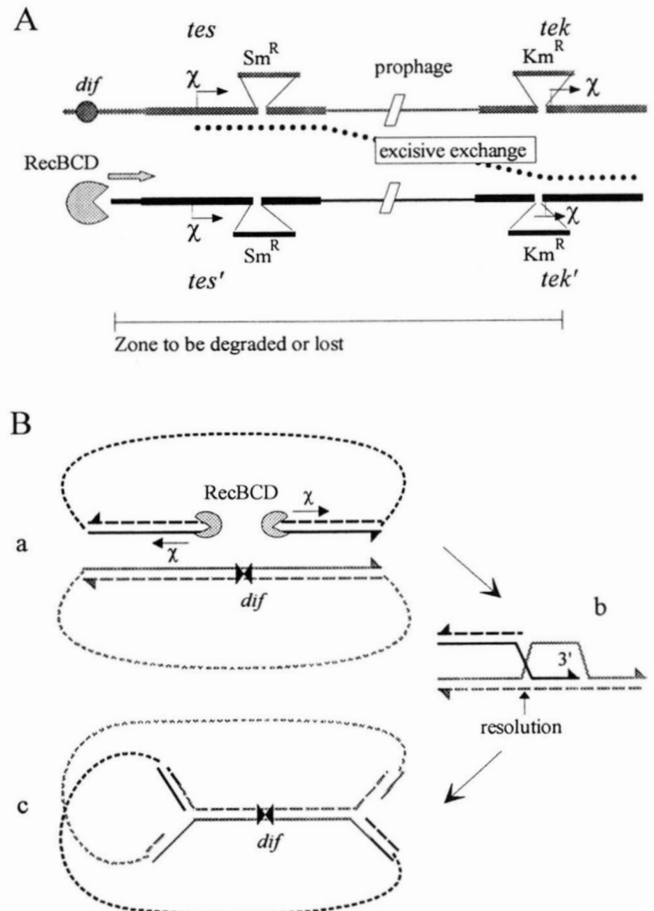 A
tes
tek
Sm^R
Km^R
prophage
dif
χ
χ
excisive exchange
RecBCD
χ
χ
Sm^R
Km^R
tes'
tek'
Zone to be degraded or lost
B
RecBCD
χ
a
χ
dif
b
3'
resolution
c
dif